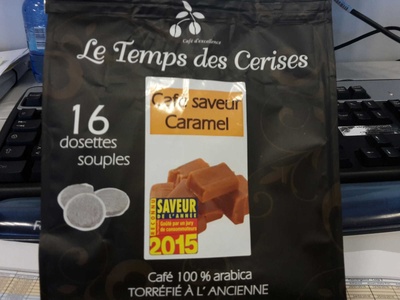 Café d'excellence
Le Temps des Cerises
16
dosettes
souples
Café saveur
Caramel
SAVEUR
DE L'ANNÉE
2015
Café 100 % arabica
TORRÉFIÉ À L'ANCIENNE